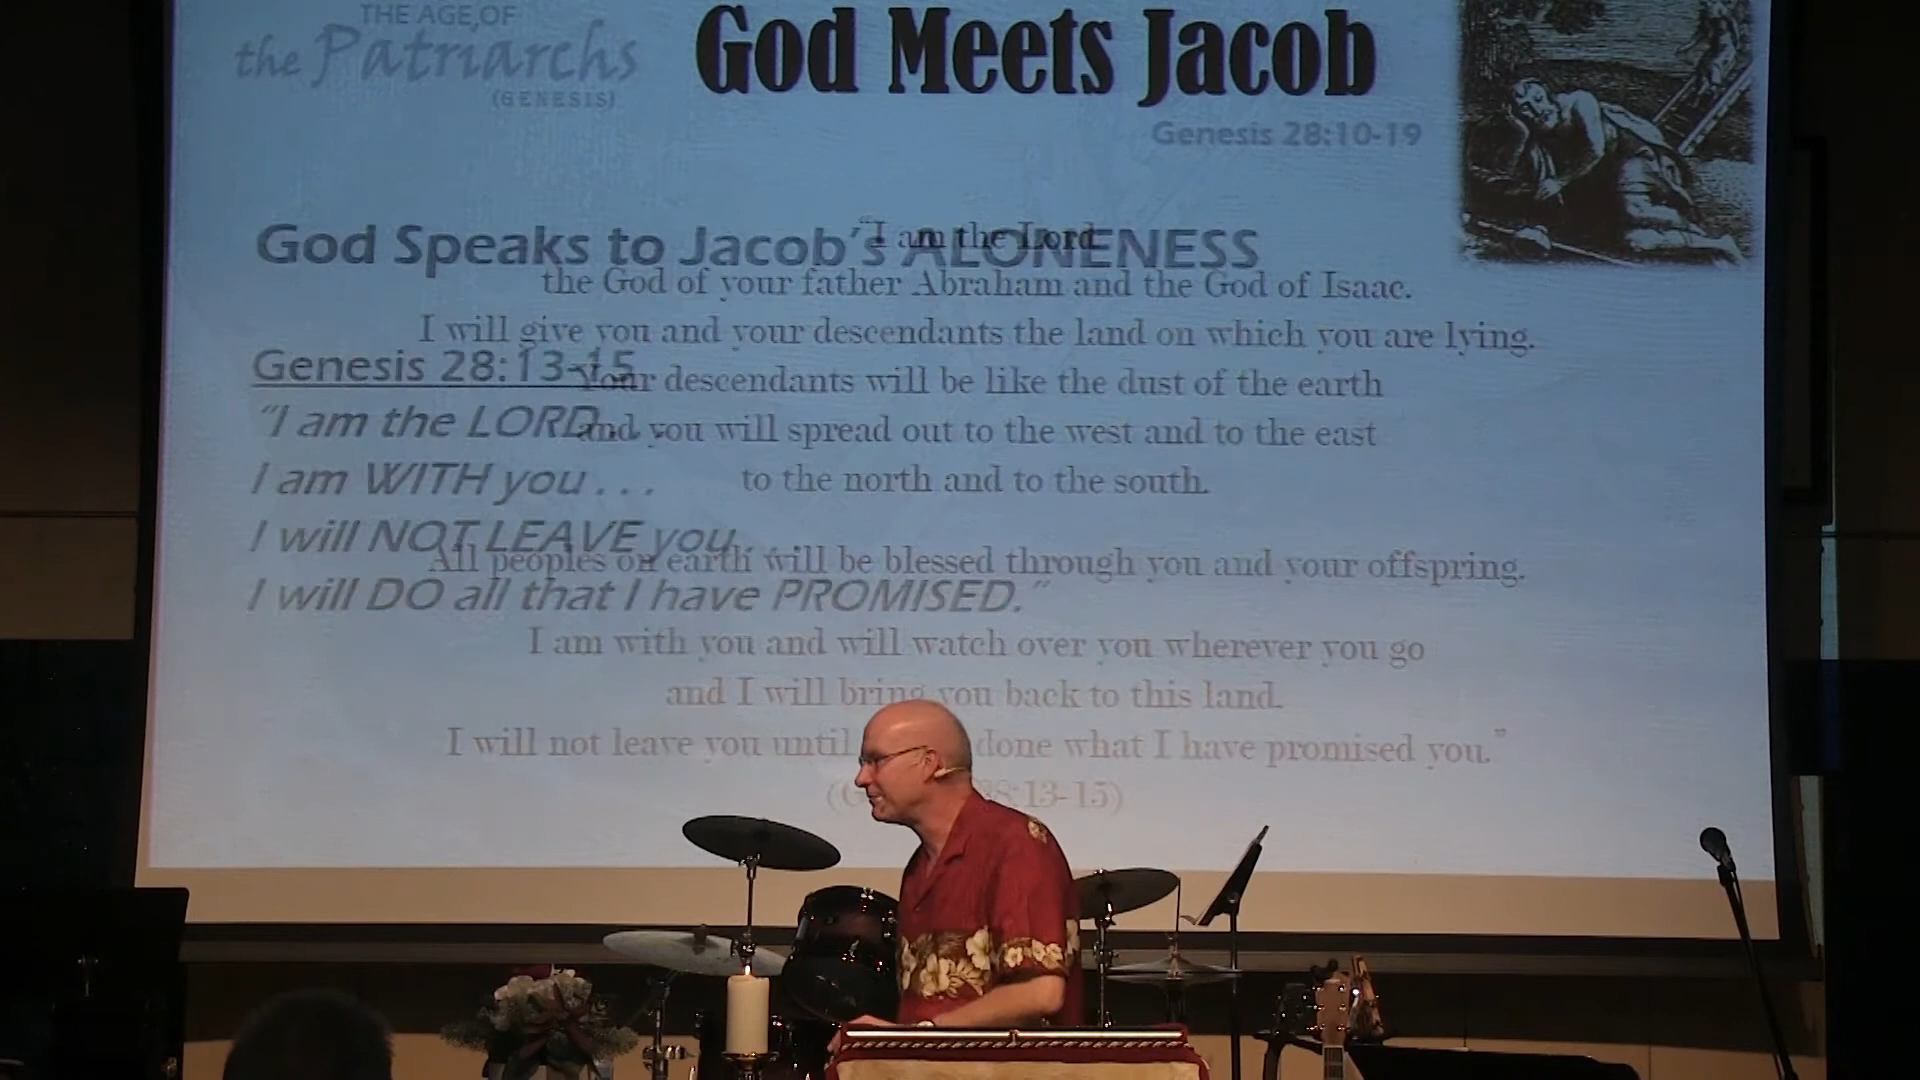 THE AGE OF
the Patriarchs
(GENESIS)
God Meets Jacob
Genesis 28:10-19
God Speaks to Jacob's ALONENESS
Genesis 28:13-15
"I am the LORD. . .
I am WITH you . . .
I will NOT LEAVE you. . .
I will DO all that I have PROMISED."
"I am the Lord
the God of your father Abraham and the God of Isaac.
I will give you and your descendants the land on which you are lying.
Your descendants will be like the dust of the earth
and you will spread out to the west and to the east
to the north and to the south.
All peoples on earth will be blessed through you and your offspring.
I am with you and will watch over you wherever you go
and I will bring you back to this land.
I will not leave you until done what I have promised you."
13-15)